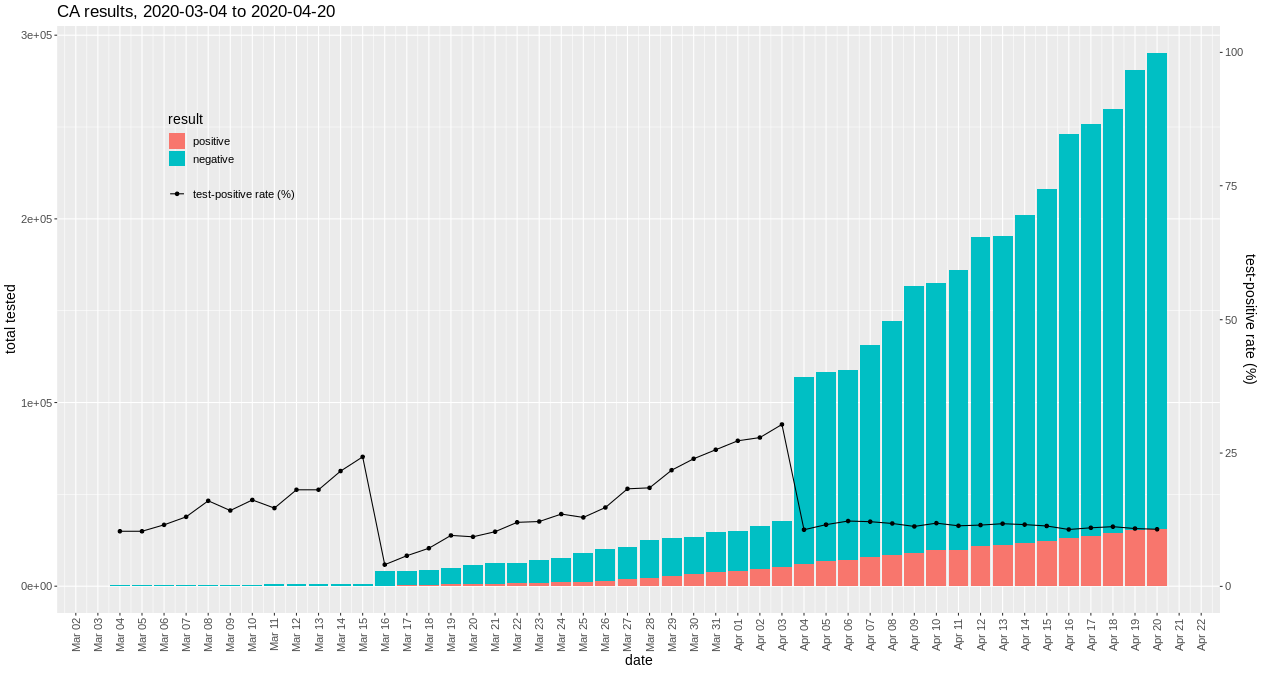 CA results, 2020-03-04 to 2020-04-20
3e+05
2e+05
1e+05
0e+00
total tested
result
positive
negative
test-positive rate (%)
100
75
50
25
0
test-positive rate (%)
Mar 02
Mar 03
Mar 04
Mar 05
Mar 06
Mar 07
Mar 08
Mar 09
Mar 10
Mar 11
Mar 12
Mar 13
Mar 14
Mar 15
Mar 16
Mar 17
Mar 18
Mar 19
Mar 20
Mar 21
Mar 22
Mar 23
Mar 24
Mar 25
Mar 26
Mar 27
Mar 28
Mar 29
Mar 30
Mar 31
Apr 01
Apr 02
Apr 03
Apr 04
Apr 05
Apr 06
Apr 07
Apr 08
Apr 09
Apr 10
Apr 11
Apr 12
Apr 13
Apr 14
Apr 15
Apr 16
Apr 17
Apr 18
Apr 19
Apr 20
Apr 21
Apr 22
date